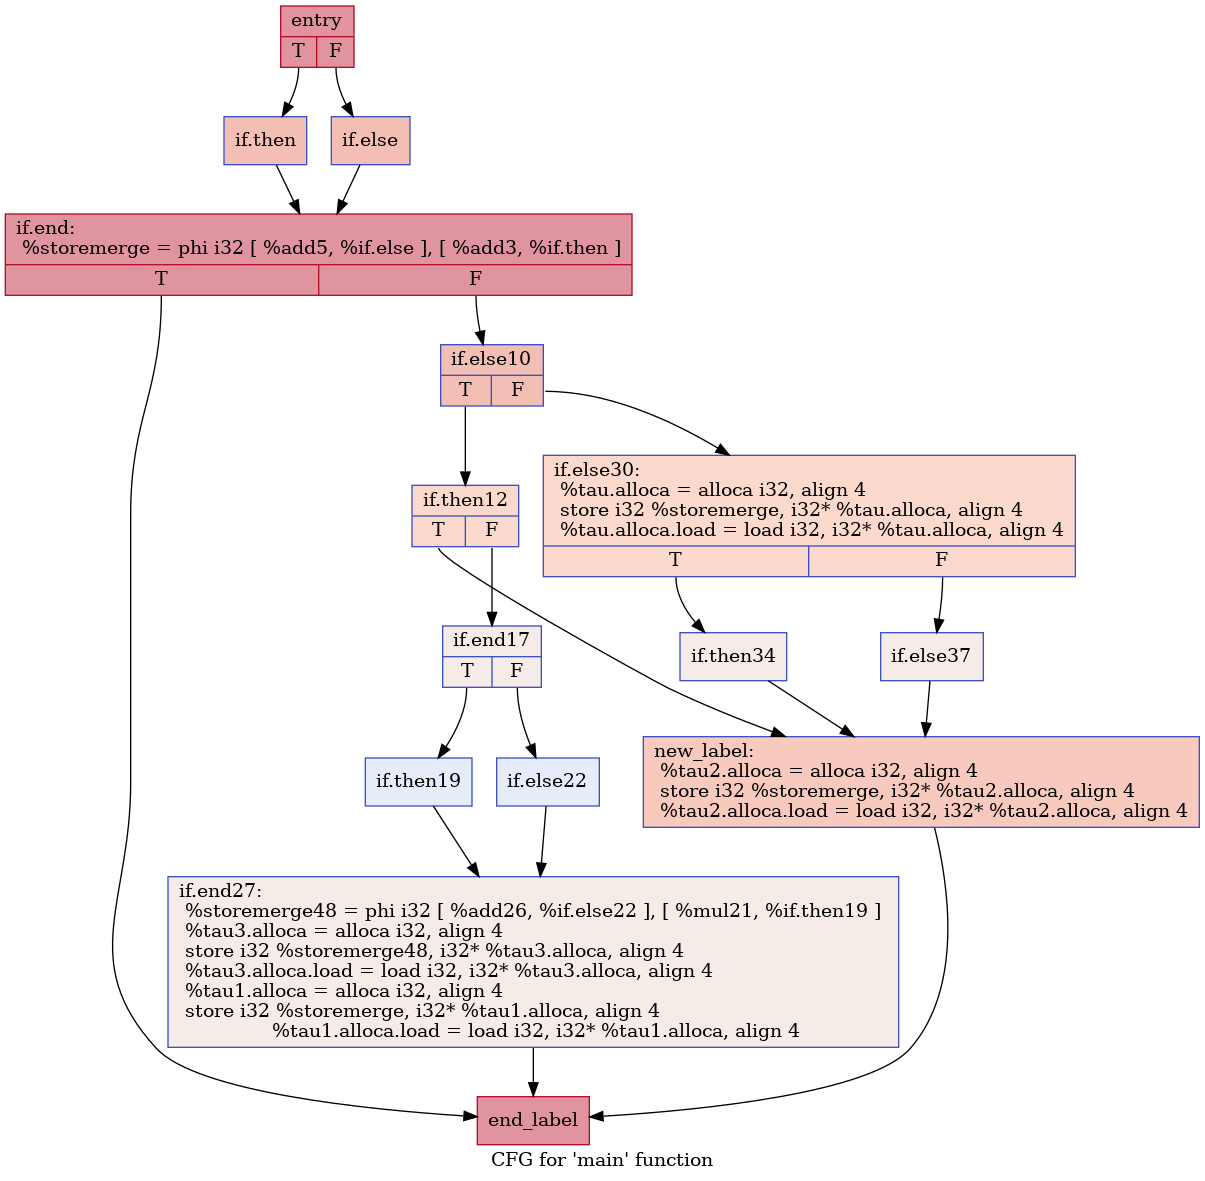 entry
T F
if.then
if.else
if.end:
%storemerge = phi i32 [ %add5, %if.else ], [ %add3, %if.then ]
T F
if.else10
T F
if.else30:
%tau.alloca = alloca i32, align 4
store i32 %storemerge, i32* %tau.alloca, align 4
%tau.alloca.load = load i32, i32* %tau.alloca, align 4
T F
if.then12
T F
if.end17
T F
if.then34
if.else37
new_label:
%tau2.alloca = alloca i32, align 4
store i32 %storemerge, i32* %tau2.alloca, align 4
%tau2.alloca.load = load i32, i32* %tau2.alloca, align 4
if.then19
if.else22
if.end27:
%storemerge48 = phi i32 [ %add26, %if.else22 ], [ %mul21, %if.then19 ]
%tau3.alloca = alloca i32, align 4
store i32 %storemerge48, i32* %tau3.alloca, align 4
%tau3.alloca.load = load i32, i32* %tau3.alloca, align 4
%tau1.alloca = alloca i32, align 4
store i32 %storemerge, i32* %tau1.alloca, align 4
%tau1.alloca.load = load i32, i32* %tau1.alloca, align 4
end_label
CFG for 'main' function